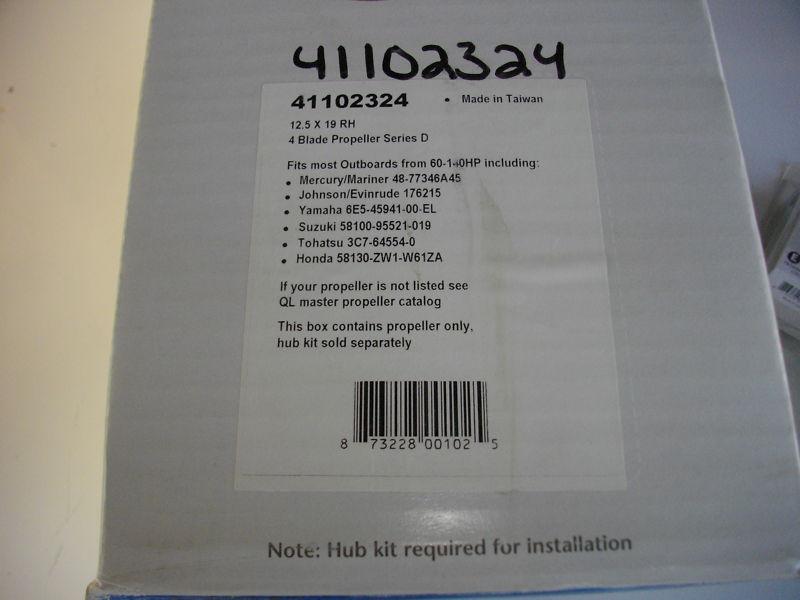 41102324
41102324 • Made in Taiwan
12.5 X 19 RH
4 Blade Propeller Series D
Fits most Outboards from 60-140HP including:
• Mercury/Mariner 48-77346A45
• Johnson/Evinrude 176215
• Yamaha 6E5-45941-00-EL
• Suzuki 58100-95521-019
• Tohatsu 3C7-64554-0
• Honda 58130-ZW1-W61ZA
If your propeller is not listed see
QL master propeller catalog
This box contains propeller only,
hub kit sold separately
8 73228 00102 5
Note: Hub kit required for installation